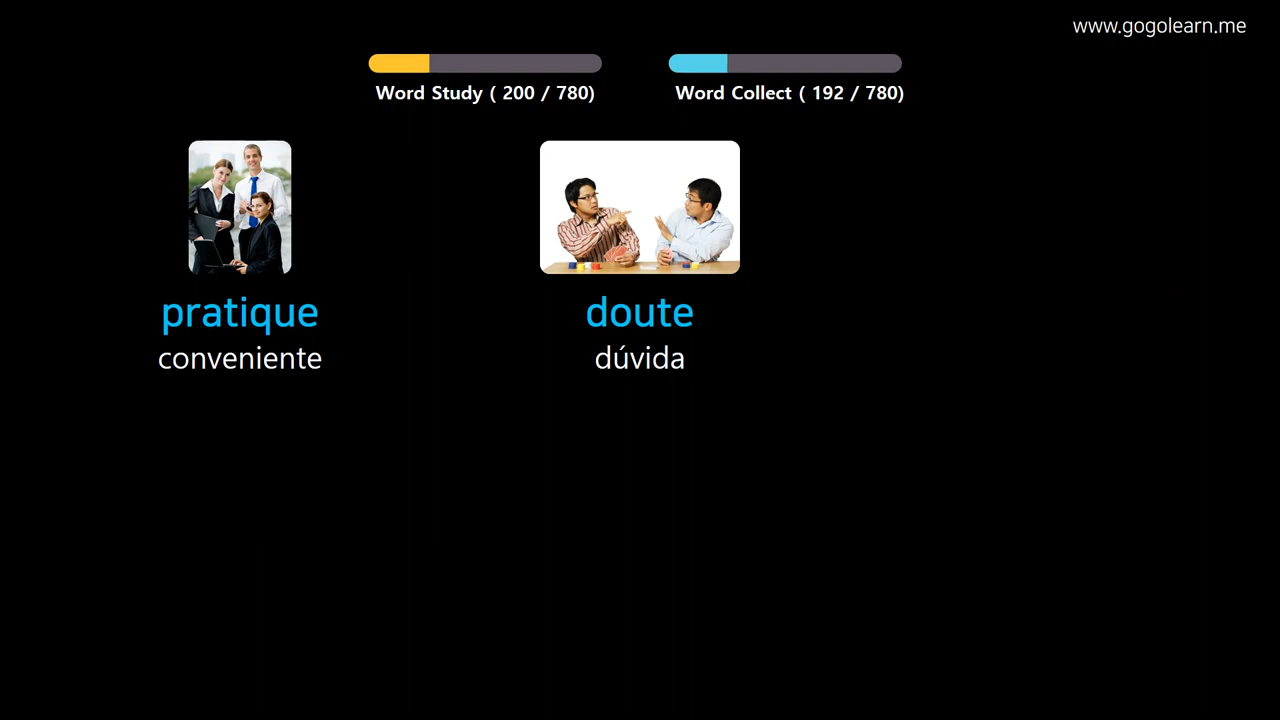 www.gogolearn.me
Word Study ( 200 / 780)
Word Collect ( 192 / 780)
pratique
conveniente
doute
dúvida